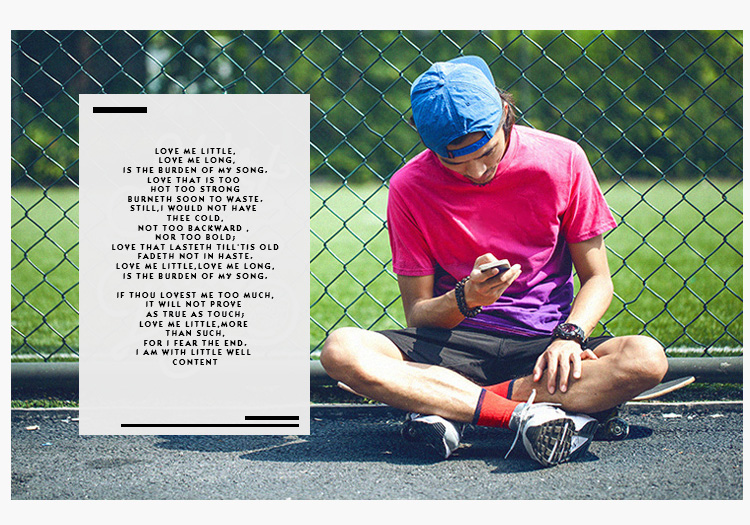 LOVE ME LITTLE,
LOVE ME LONG,
IS THE BURDEN OF MY SONG.
LOVE THAT IS TOO
HOT TOO STRONG
BURNETH SOON TO WASTE.
STILL,I WOULD NOT HAVE
THEE COLD,
NOT TOO BACKWARD ,
NOR TOO BOLD;
LOVE THAT LASTETH TILL'TIS OLD
FADETH NOT IN HASTE.
LOVE ME LITTLE,LOVE ME LONG,
IS THE BURDEN OF MY SONG.
IF THOU LOVEST ME TOO MUCH,
IT WILL NOT PROVE
AS TRUE AS TOUCH;
LOVE ME LITTLE,MORE
THAN SUCH,
FOR I FEAR THE END.
I AM WITH LITTLE WELL
CONTENT